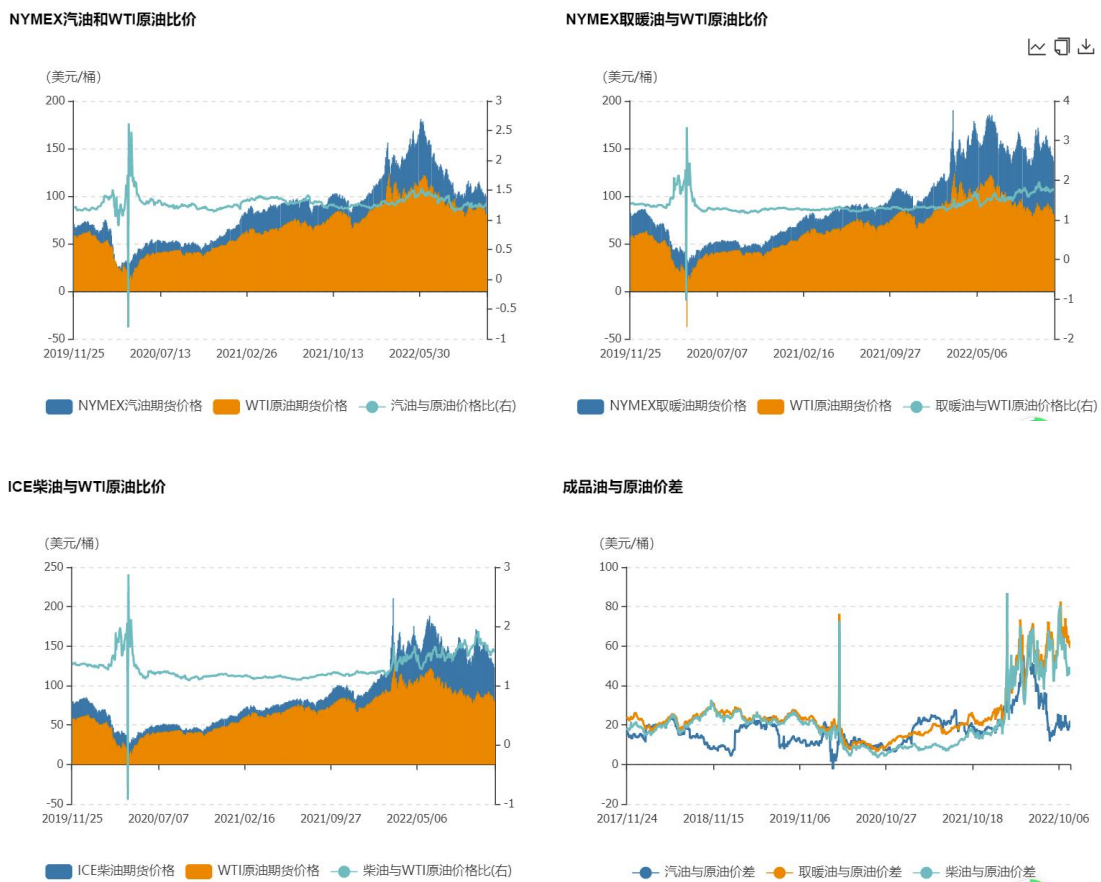 NYMEX汽油和WTI原油比价
NYMEX取暖油与WTI原油比价
(美元/桶)
200
150
100
50
0
-50
3
2.5
2
1.5
1
0.5
0
-0.5
-1
2019/11/25 2020/07/13 2021/02/26 2021/10/13 2022/05/30
NYMEX汽油期货价格 WTI原油期货价格 汽油与原油价格比(右)
(美元/桶)
200
150
100
50
0
-50
4
3
2
1
0
-1
-2
2019/11/25 2020/07/07 2021/02/16 2021/09/27 2022/05/06
NYMEX取暖油期货价格 WTI原油期货价格 取暖油与WTI原油价格比(右)
ICE柴油与WTI原油比价
成品油与原油价差
(美元/桶)
250
200
150
100
50
0
-50
3
2
1
0
-1
2019/11/25 2020/07/07 2021/02/16 2021/09/27 2022/05/06
ICE柴油期货价格 WTI原油期货价格 柴油与WTI原油价格比(右)
(美元/桶)
100
80
60
40
20
0
-20
2017/11/24 2018/11/15 2019/11/06 2020/10/27 2021/10/18 2022/10/06
汽油与原油价差 取暖油与原油价差 柴油与原油价差